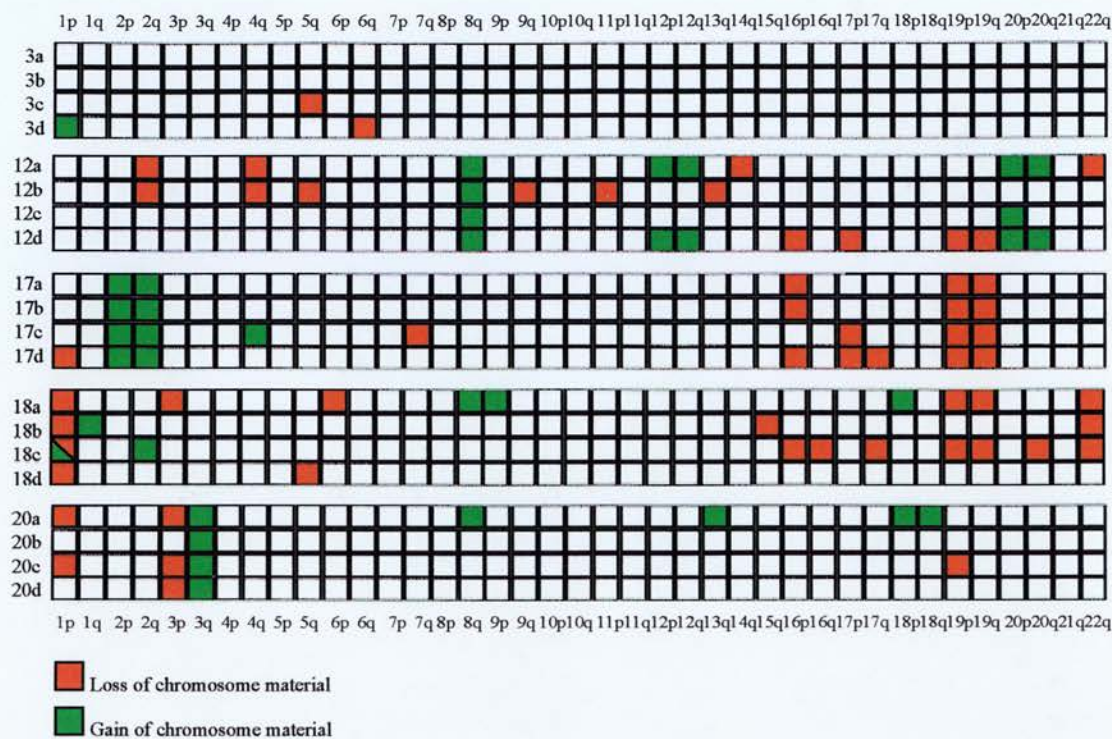 1p 1q 2p 2q 3p 3q 4p 4q 5p 5q 6p 6q 7p 7q 8p 8q 9p 9q 10p 10q 11p 11q 12p 12q 13q 14q 15q 16p 16q 17p 17q 18p 18q 19p 19q 20p 20q 21q 22q
3a
3b
3c
3d
12a
12b
12c
12d
17a
17b
17c
17d
18a
18b
18c
18d
20a
20b
20c
20d
1p 1q 2p 2q 3p 3q 4p 4q 5p 5q 6p 6q 7p 7q 8p 8q 9p 9q 10p 10q 11p 11q 12p 12q 13q 14q 15q 16p 16q 17p 17q 18p 18q 19p 19q 20p 20q 21q 22q
Loss of chromosome material
Gain of chromosome material